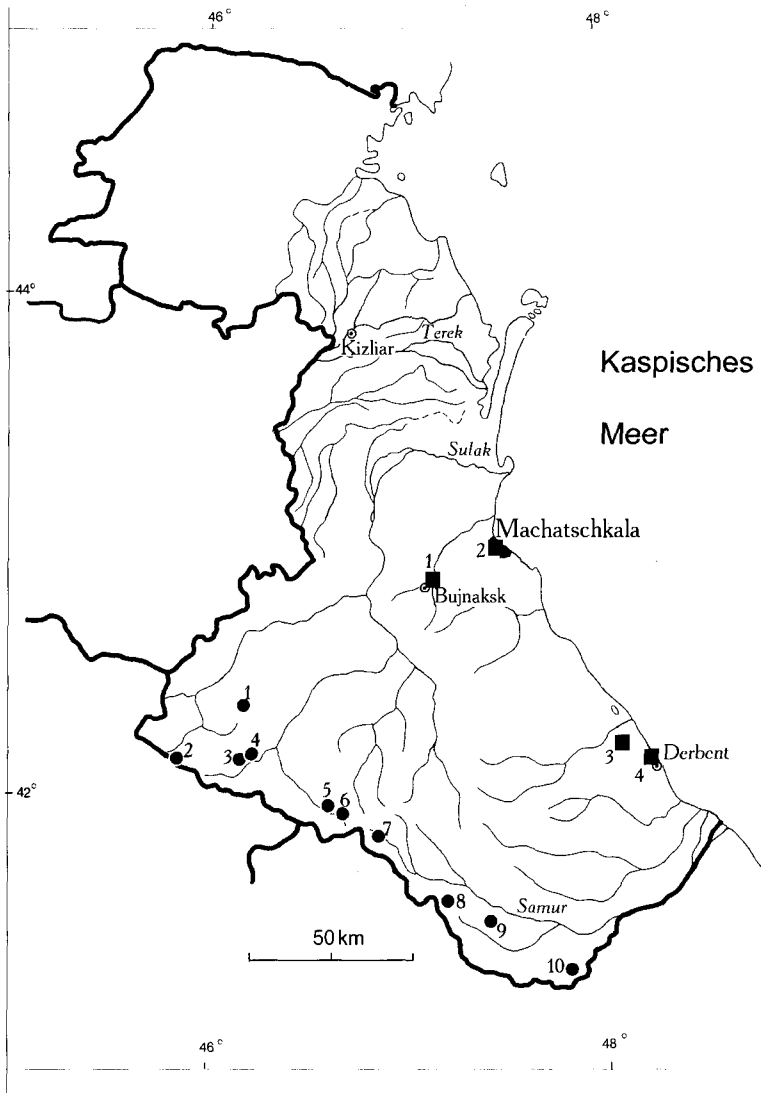 46° 48°
44°
Kizliar Terek
Kaspisches
Meer
Sulak
Machatschkala
2
1
Bujnaksk
1
2 3 4
3 4 Derbent
42°
5 6
7
8 Samur
9
50 km
10
46° 48°